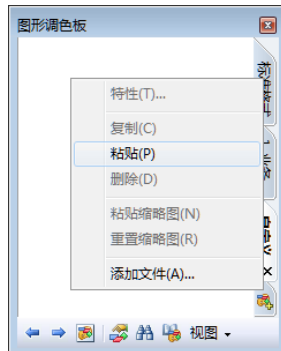 图形调色板
特性(T)...
复制(C)
粘贴(P)
删除(D)
粘贴缩略图(N)
重置缩略图(R)
添加文件(A)...
视图